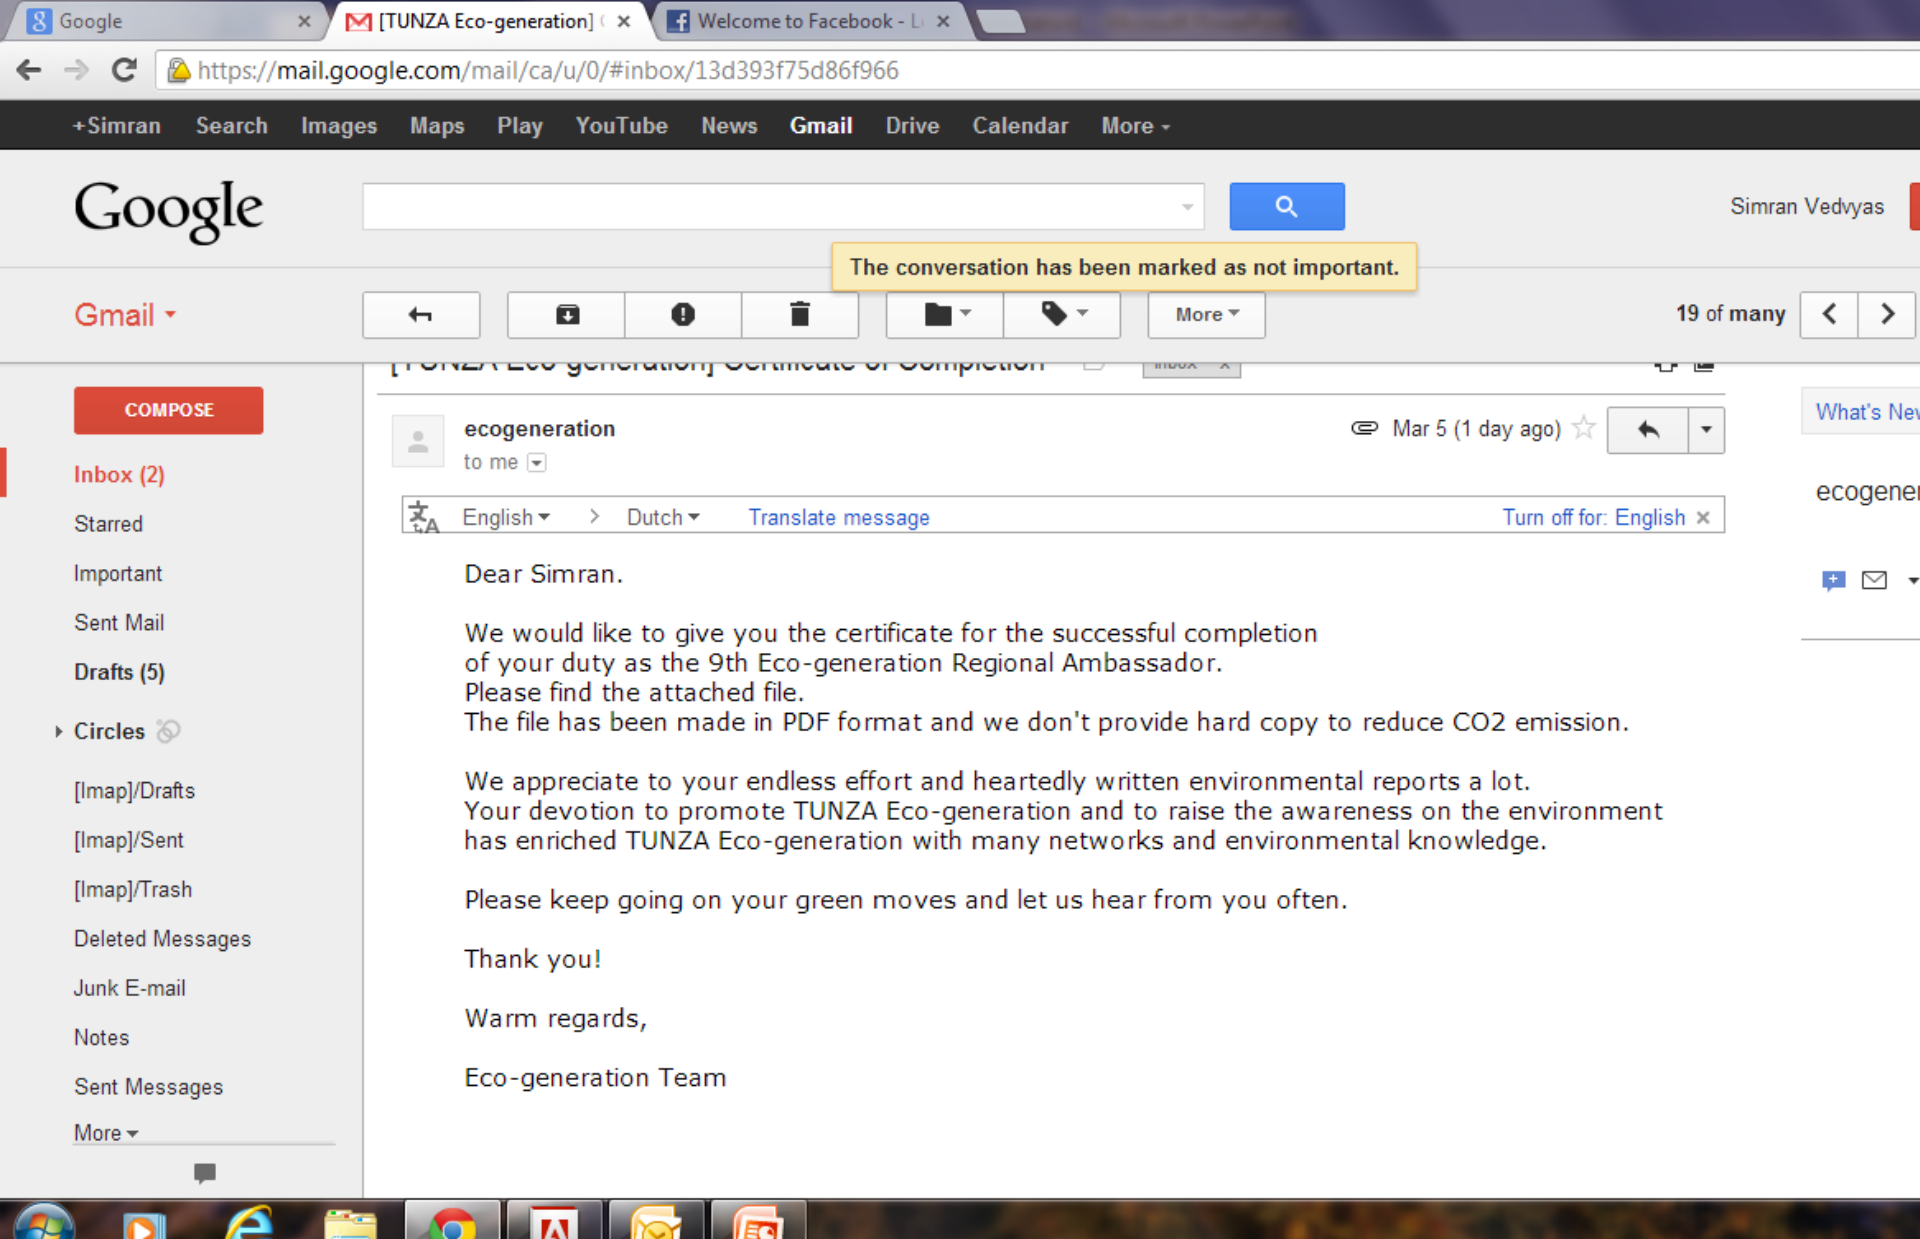 Google
[TUNZA Eco-generation]
Welcome to Facebook - L
https://mail.google.com/mail/ca/u/0/#inbox/13d393f75d86f966
+Simran Search Images Maps Play YouTube News Gmail Drive Calendar More
Google
Simran Vedvyas
The conversation has been marked as not important.
Gmail
More
19 of many
[TUNZA Eco-generation] Certificate of Completion
Inbox x
COMPOSE
What's New
ecogeneration
Mar 5 (1 day ago)
to me
Inbox (2)
ecogener
English > Dutch Translate message
Turn off for: English
Starred
Important
Sent Mail
Drafts (5)
Circles
[Imap]/Drafts
[Imap]/Sent
[Imap]/Trash
Deleted Messages
Junk E-mail
Notes
Sent Messages
More
Dear Simran.
We would like to give you the certificate for the successful completion
of your duty as the 9th Eco-generation Regional Ambassador.
Please find the attached file.
The file has been made in PDF format and we don't provide hard copy to reduce CO2 emission.
We appreciate to your endless effort and heartedly written environmental reports a lot.
Your devotion to promote TUNZA Eco-generation and to raise the awareness on the environment
has enriched TUNZA Eco-generation with many networks and environmental knowledge.
Please keep going on your green moves and let us hear from you often.
Thank you!
Warm regards,
Eco-generation Team